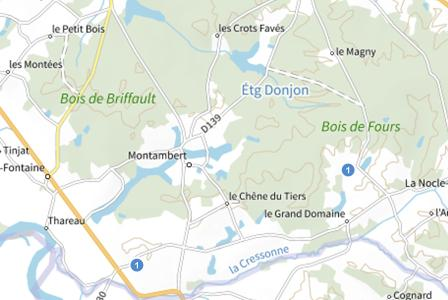 le Petit Bois
les Crots Favés
le Magny
les Montées
Bois de Briffault
Étg Donjon
D139
Bois de Fours
Tinjat
-Fontaine
Montambert
1
La Nocle-
le Chêne du Tiers
le Grand Domaine
l'A
Thareau
la Cressonne
1
30
Cognard